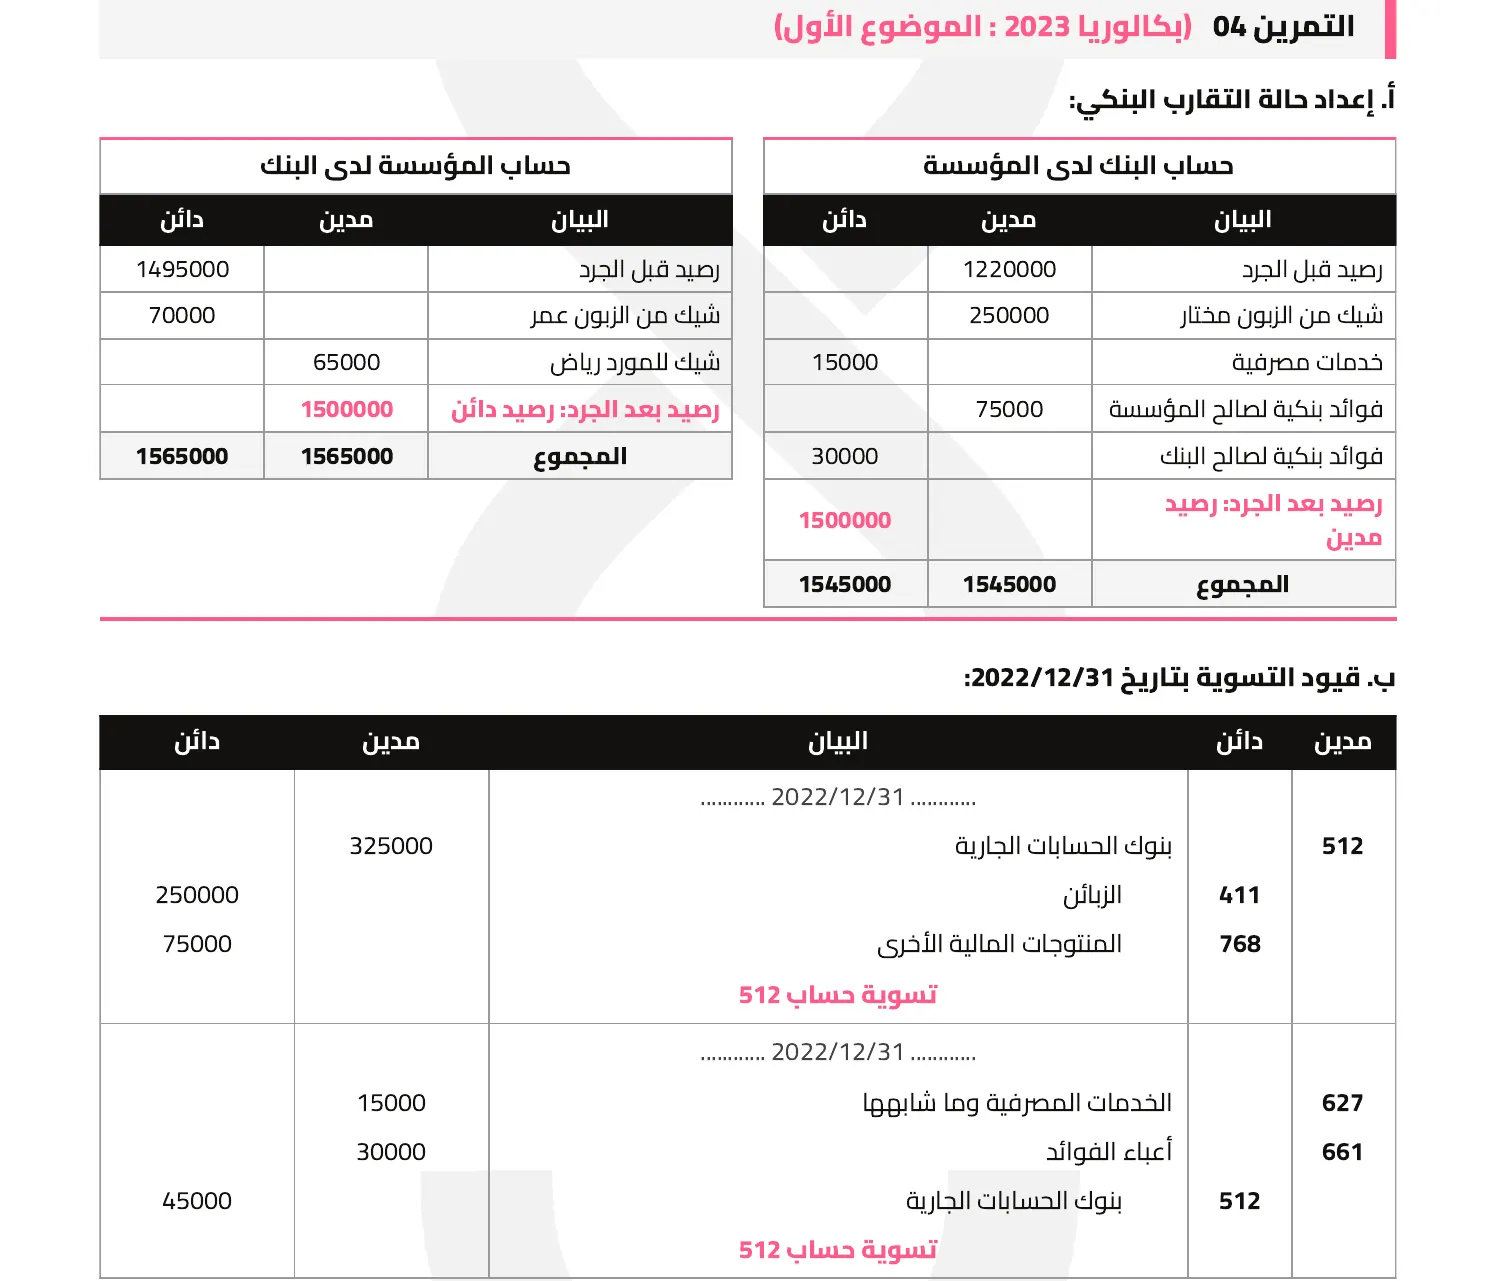 التمرين 04 (بكالوريا 2023 : الموضوع الأول)
أ. إعداد حالة التقارب البنكي:
حساب البنك لدى المؤسسة
البيان مدين دائن
رصيد قبل الجرد 1220000
شيك من الزبون مختار 250000
خدمات مصرفية 15000
فوائد بنكية لصالح المؤسسة 75000
فوائد بنكية لصالح البنك 30000
رصيد بعد الجرد: رصيد
مدين 1500000
المجموع 1545000 1545000
حساب المؤسسة لدى البنك
البيان مدين دائن
رصيد قبل الجرد 1495000
شيك من الزبون عمر 70000
شيك للمورد رياض 65000
رصيد بعد الجرد: رصيد دائن 1500000
المجموع 1565000 1565000
ب. قيود التسوية بتاريخ 2022/12/31:
مدين دائن البيان مدين دائن
........... 2022/12/31 ...........
512 بنوك الحسابات الجارية 325000
411 الزبائن 250000
768 المنتوجات المالية الأخرى 75000
تسوية حساب 512
........... 2022/12/31 ...........
627 الخدمات المصرفية وما شابهها 15000
661 أعباء الفوائد 30000
512 بنوك الحسابات الجارية 45000
تسوية حساب 512